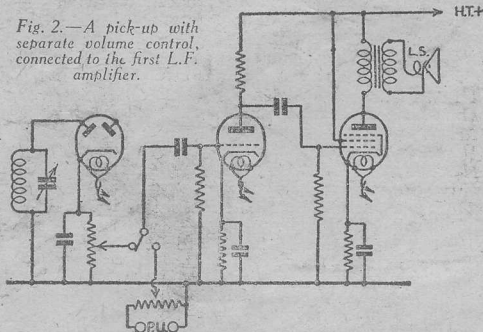 Fig. 2.—A pick-up with
separate volume control,
connected to the first L.F.
amplifier.
H.T.+
L.S.
P.U.